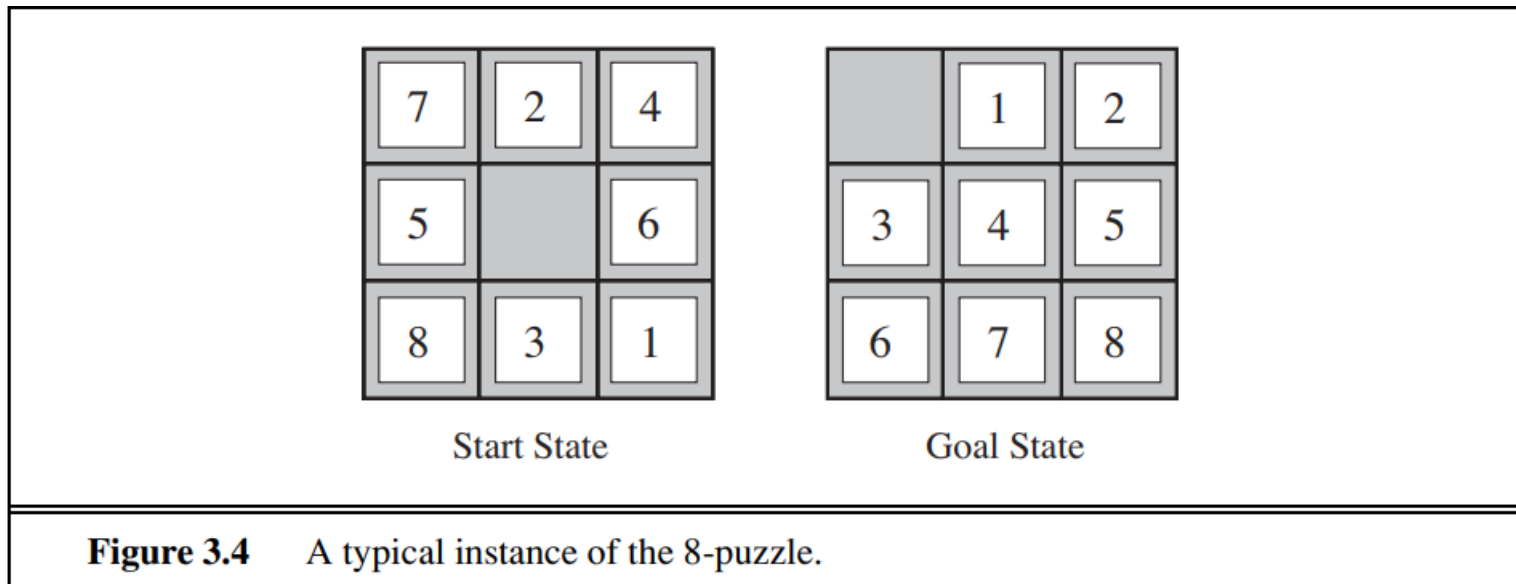 7 2 4 1 2
5 6 3 4 5
8 3 1 6 7 8
Start State Goal State
Figure 3.4 A typical instance of the 8-puzzle.